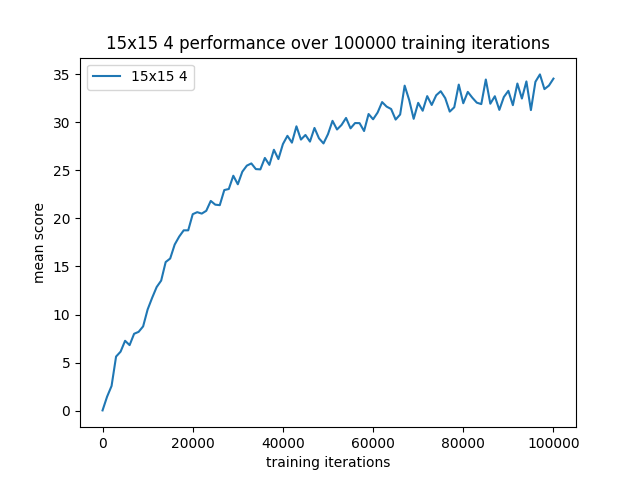 15x15 4 performance over 100000 training iterations
15x15 4
mean score
35
30
25
20
15
10
5
0
0 20000 40000 60000 80000 100000
training iterations